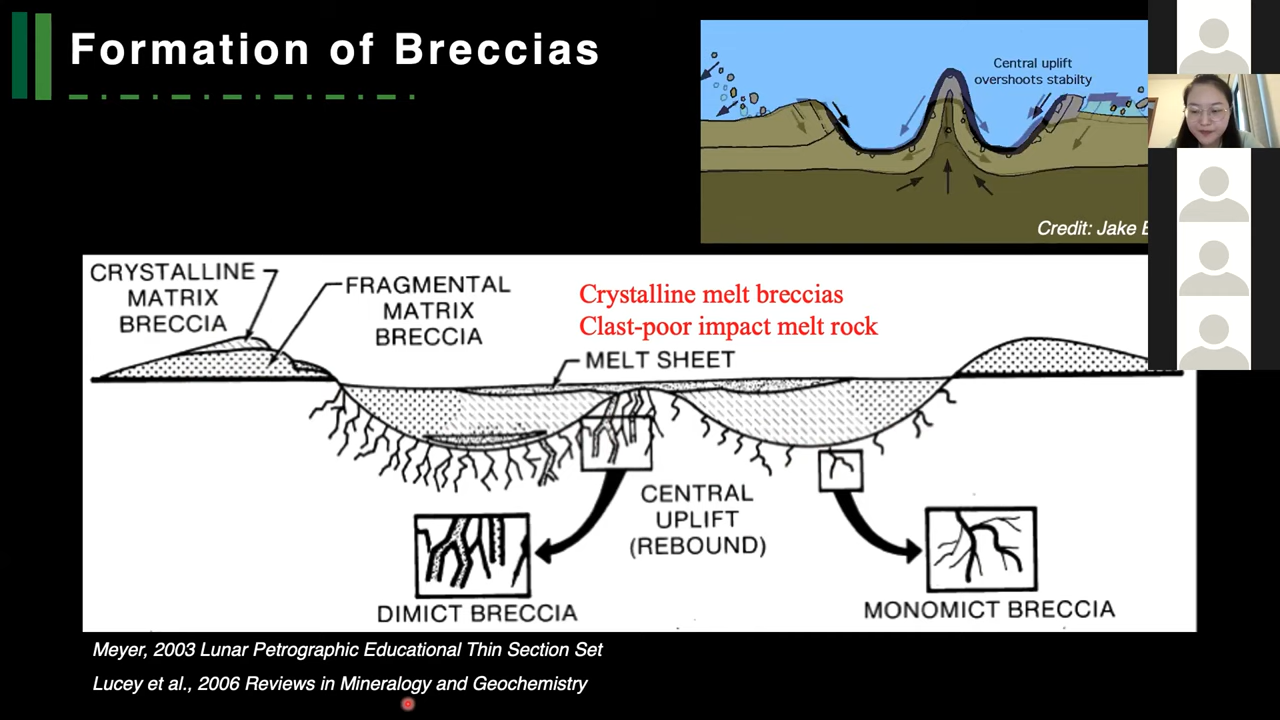 Formation of Breccias
Central uplift
overshoots stabilty
Credit: Jake
CRYSTALLINE
MATRIX
BRECCIA
FRAGMENTAL
MATRIX
BRECCIA
Crystalline melt breccias
Clast-poor impact melt rock
MELT SHEET
CENTRAL
UPLIFT
(REBOUND)
DIMICT BRECCIA
MONOMICT BRECCIA
Meyer, 2003 Lunar Petrographic Educational Thin Section Set
Lucey et al., 2006 Reviews in Mineralogy and Geochemistry